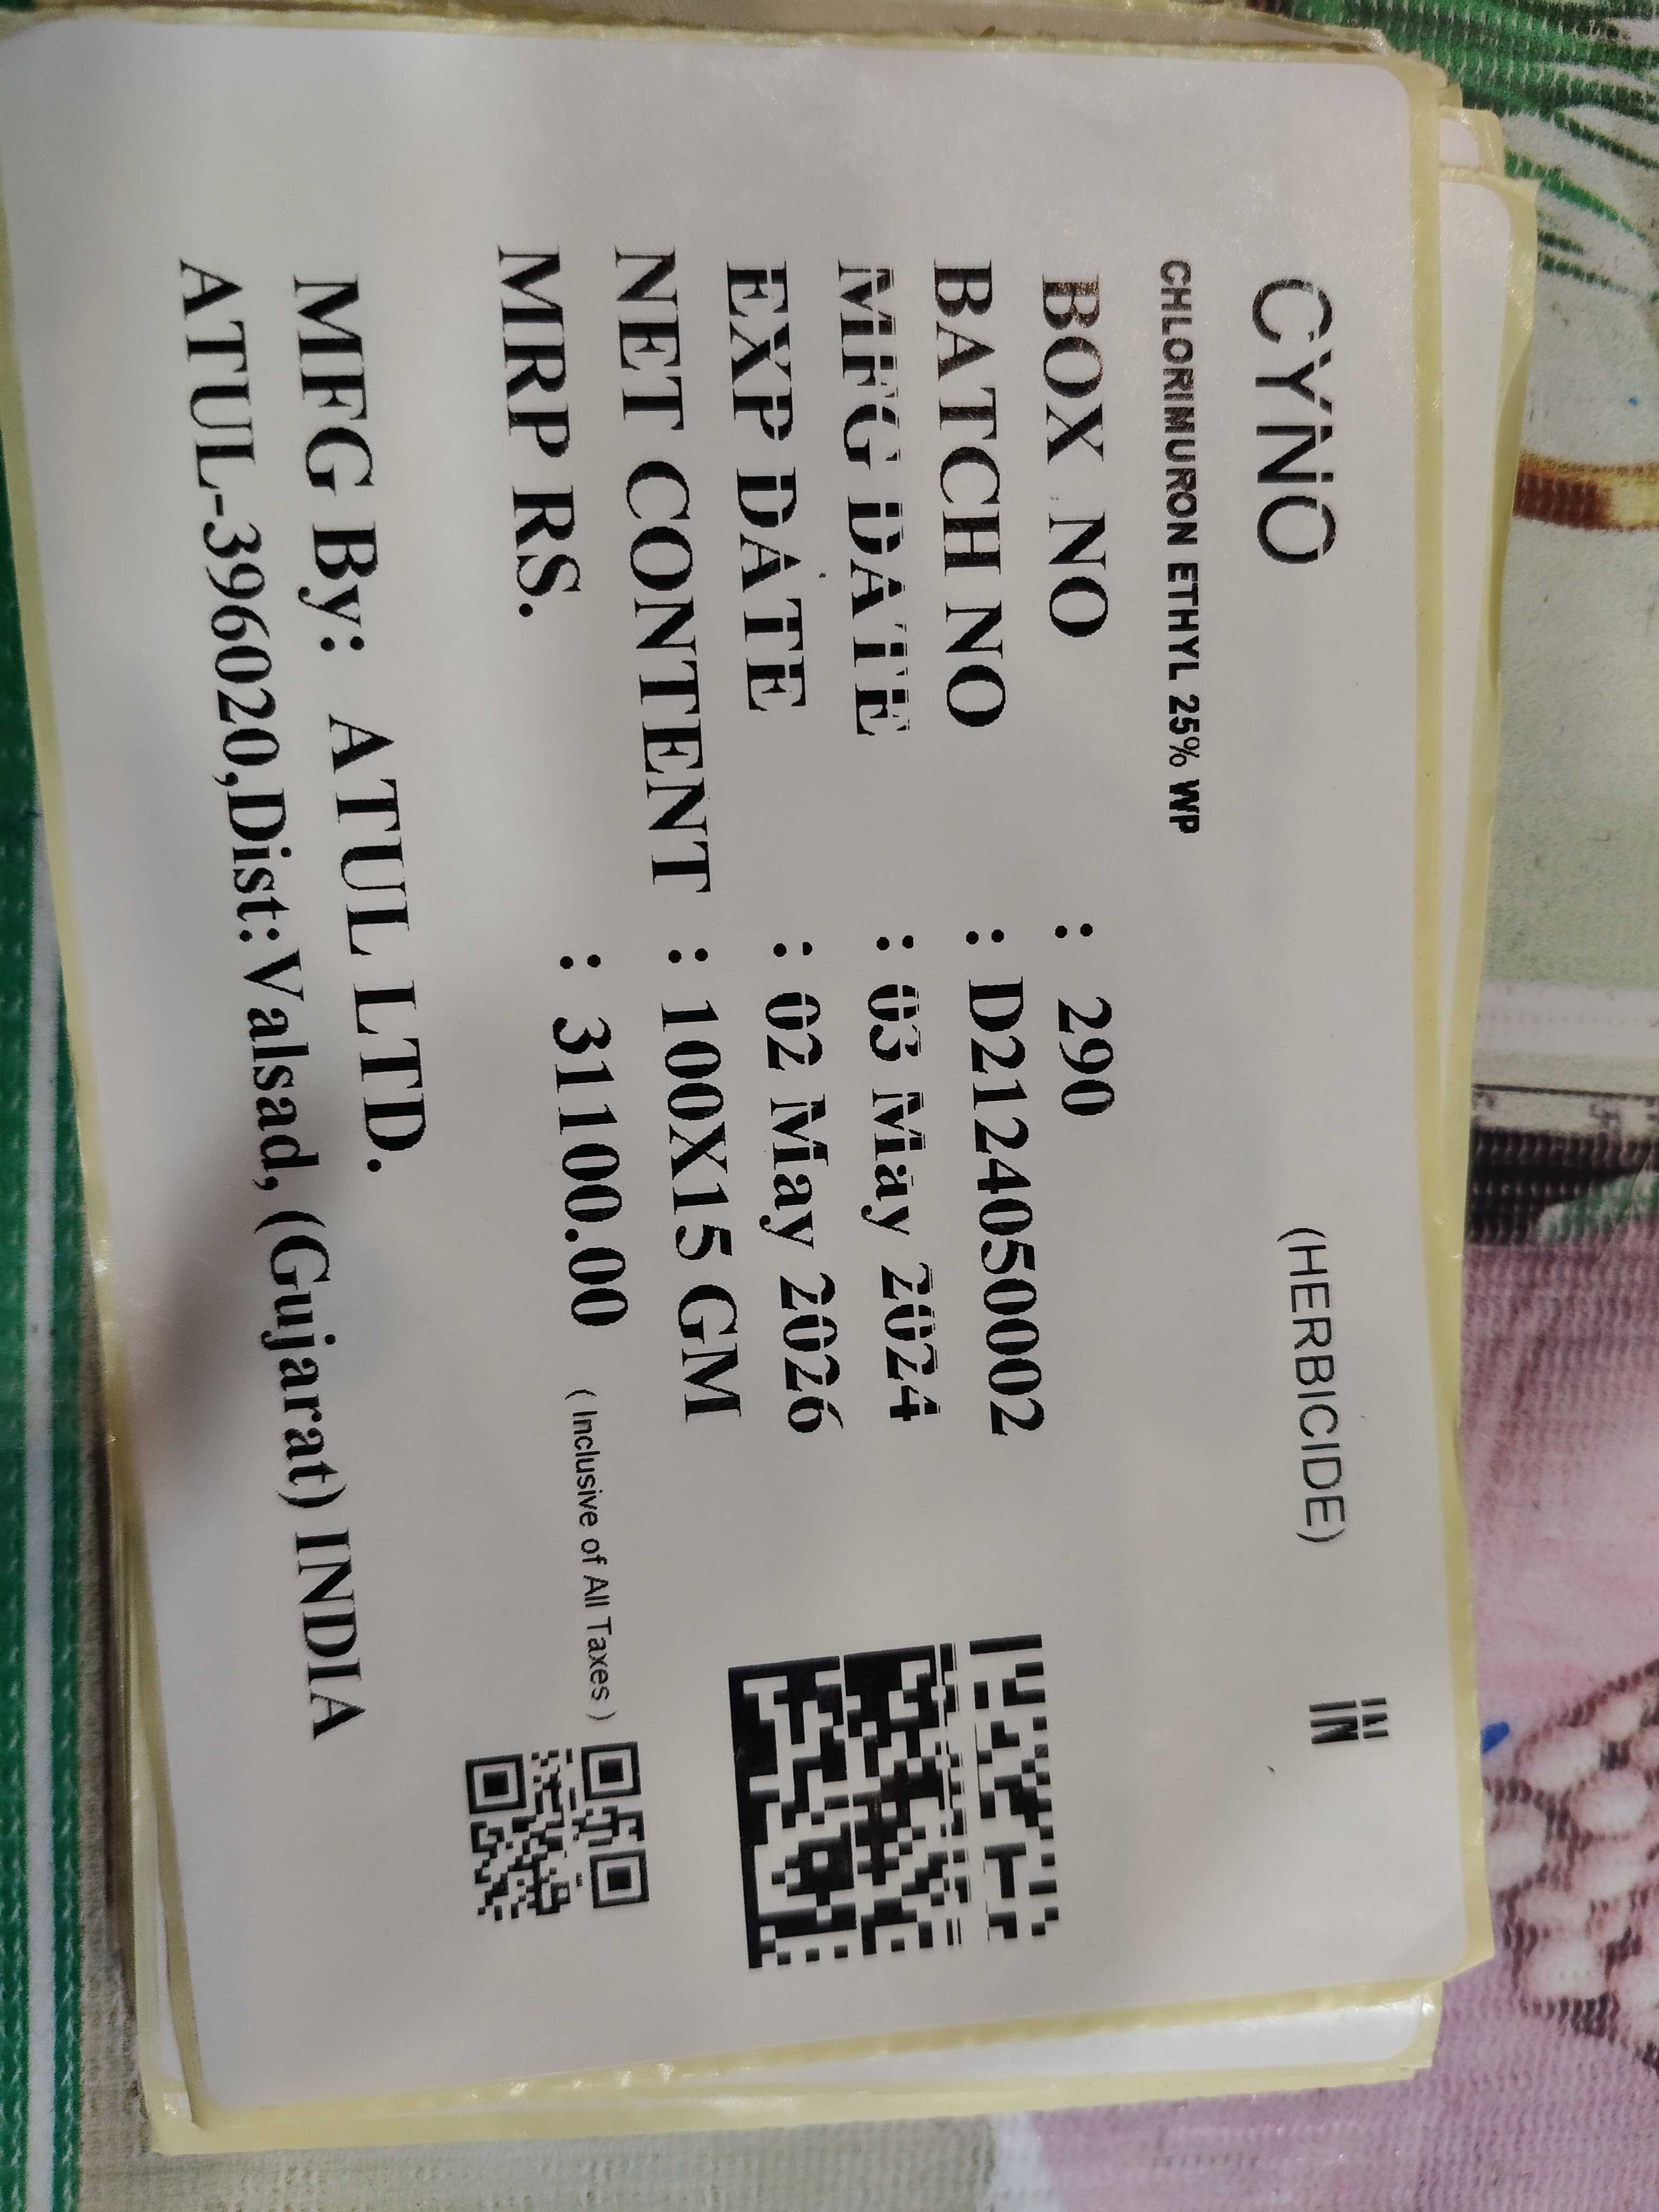 CYNO (HERBICIDE) IN
CHLORIMURON ETHYL 25% WP
BOX NO : 290
BATCH NO : D2124050002
MFG DATE : 03 May 2024
EXP DATE : 02 May 2026
NET CONTENT : 100X15 GM
MRP RS. : 31100.00 ( Inclusive of All Taxes )
MFG By: ATUL LTD.
ATUL-396020,Dist:Valsad, (Gujarat) INDIA